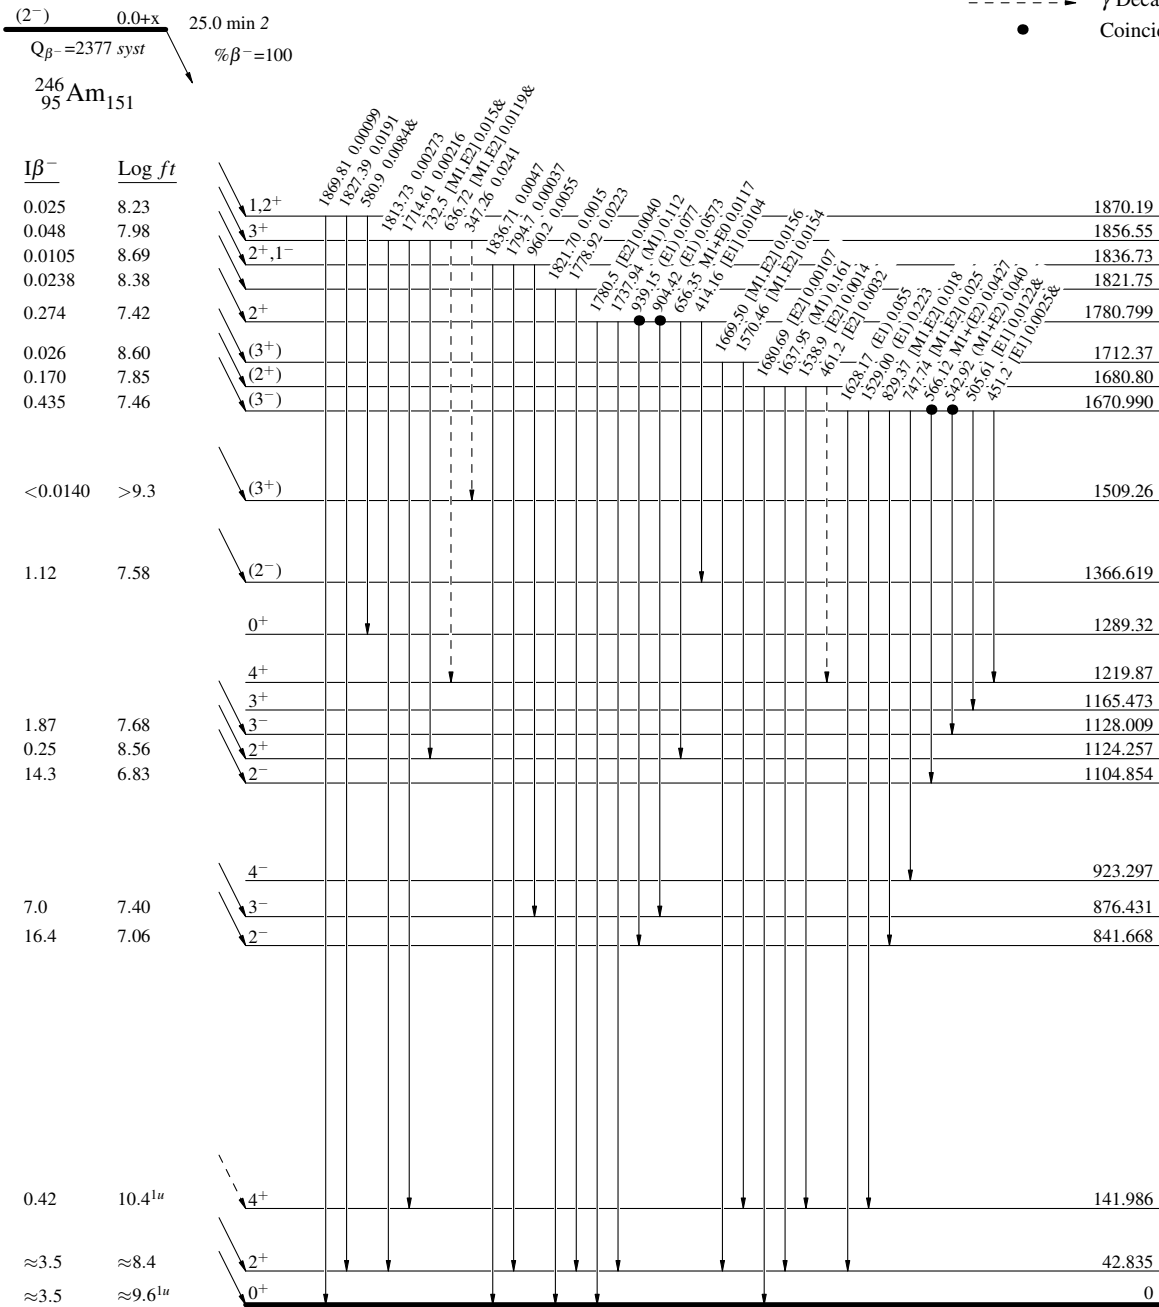 (2⁻) 0.0+x 25.0 min 2
γ Deca
Q_β⁻=2377 syst %β⁻=100
Coincid
²⁴⁶₉₅Am₁₅₁
Iβ⁻ Log ft
1869.81 0.00099
1827.39 0.0191
580.9 0.0084&
1813.73 0.00273
1714.61 0.00216
732.5 [M1,E2] 0.015&
636.72 [M1,E2] 0.0119&
347.26 0.0241
1836.71 0.0047
1794.7 0.00037
960.2 0.0055
1821.70 0.0015
1778.92 0.0223
1780.5 [E2] 0.0040
1737.94 (M1) 0.112
939.15 (E1) 0.077
904.42 (E1) 0.0573
656.35 M1+E0 0.0117
414.16 [E1] 0.0104
1669.50 [M1,E2] 0.0156
1570.46 [M1,E2] 0.0154
1680.69 [E2] 0.00107
1637.95 (M1) 0.161
1538.9 [E2] 0.0014
461.2 [E2] 0.0032
1628.17 (E1) 0.055
1529.00 (E1) 0.223
829.37 [M1,E2] 0.018
747.74 [M1,E2] 0.025
566.12 M1+(E2) 0.0427
542.92 (M1+E2) 0.040
505.61 [E1] 0.0122&
451.2 [E1] 0.0025&
0.025 8.23 1,2⁺ 1870.19
0.048 7.98 3⁺ 1856.55
0.0105 8.69 2⁺,1⁻ 1836.73
0.0238 8.38 1821.75
0.274 7.42 2⁺ 1780.799
0.026 8.60 (3⁺) 1712.37
0.170 7.85 (2⁺) 1680.80
0.435 7.46 (3⁻) 1670.990
<0.0140 >9.3 (3⁺) 1509.26
1.12 7.58 (2⁻) 1366.619
0⁺ 1289.32
4⁺ 1219.87
3⁺ 1165.473
1.87 7.68 3⁻ 1128.009
0.25 8.56 2⁺ 1124.257
14.3 6.83 2⁻ 1104.854
4⁻ 923.297
7.0 7.40 3⁻ 876.431
16.4 7.06 2⁻ 841.668
0.42 10.4¹ᵘ 4⁺ 141.986
≈3.5 ≈8.4 2⁺ 42.835
≈3.5 ≈9.6¹ᵘ 0⁺ 0